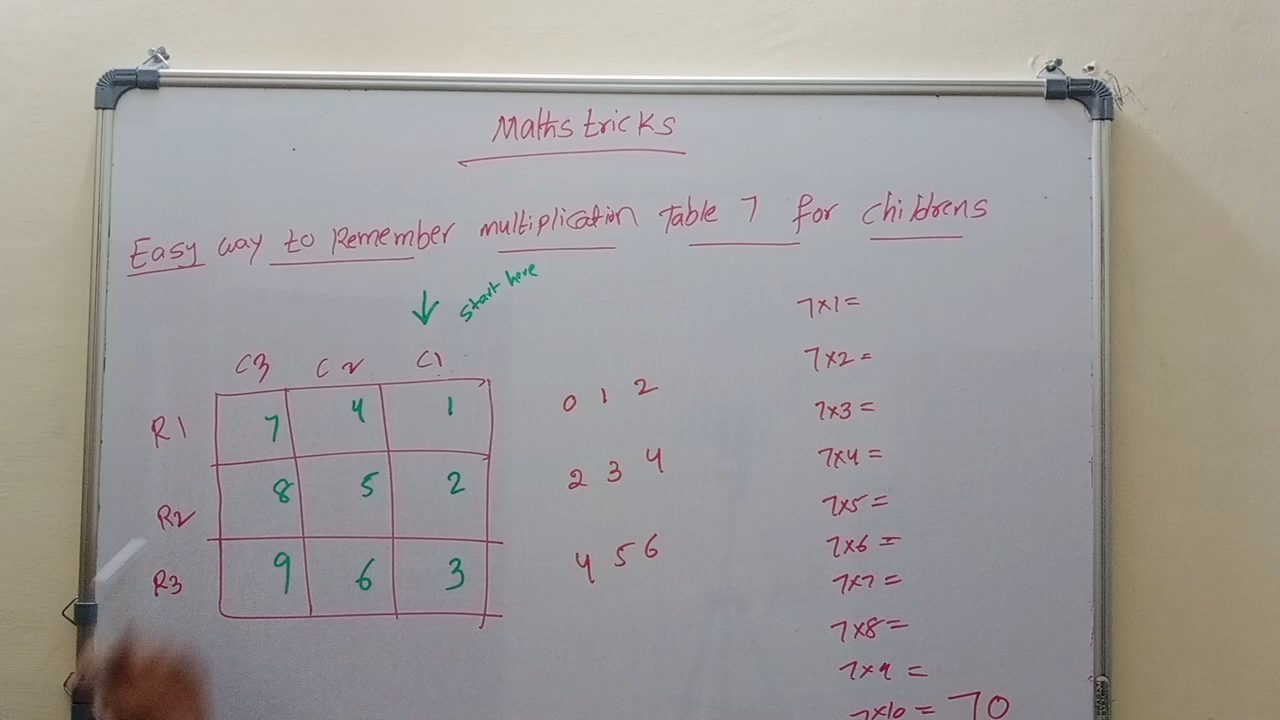 Maths tricks
Easy way to Remember multiplication Table 7 for childrens
start here
C3 C2 C1
R1 7 4 1 0 1 2
R2 8 5 2 2 3 4
R3 9 6 3 4 5 6
7x1=
7x2=
7x3=
7x4=
7x5=
7x6=
7x7=
7x8=
7x9=
7x10=70